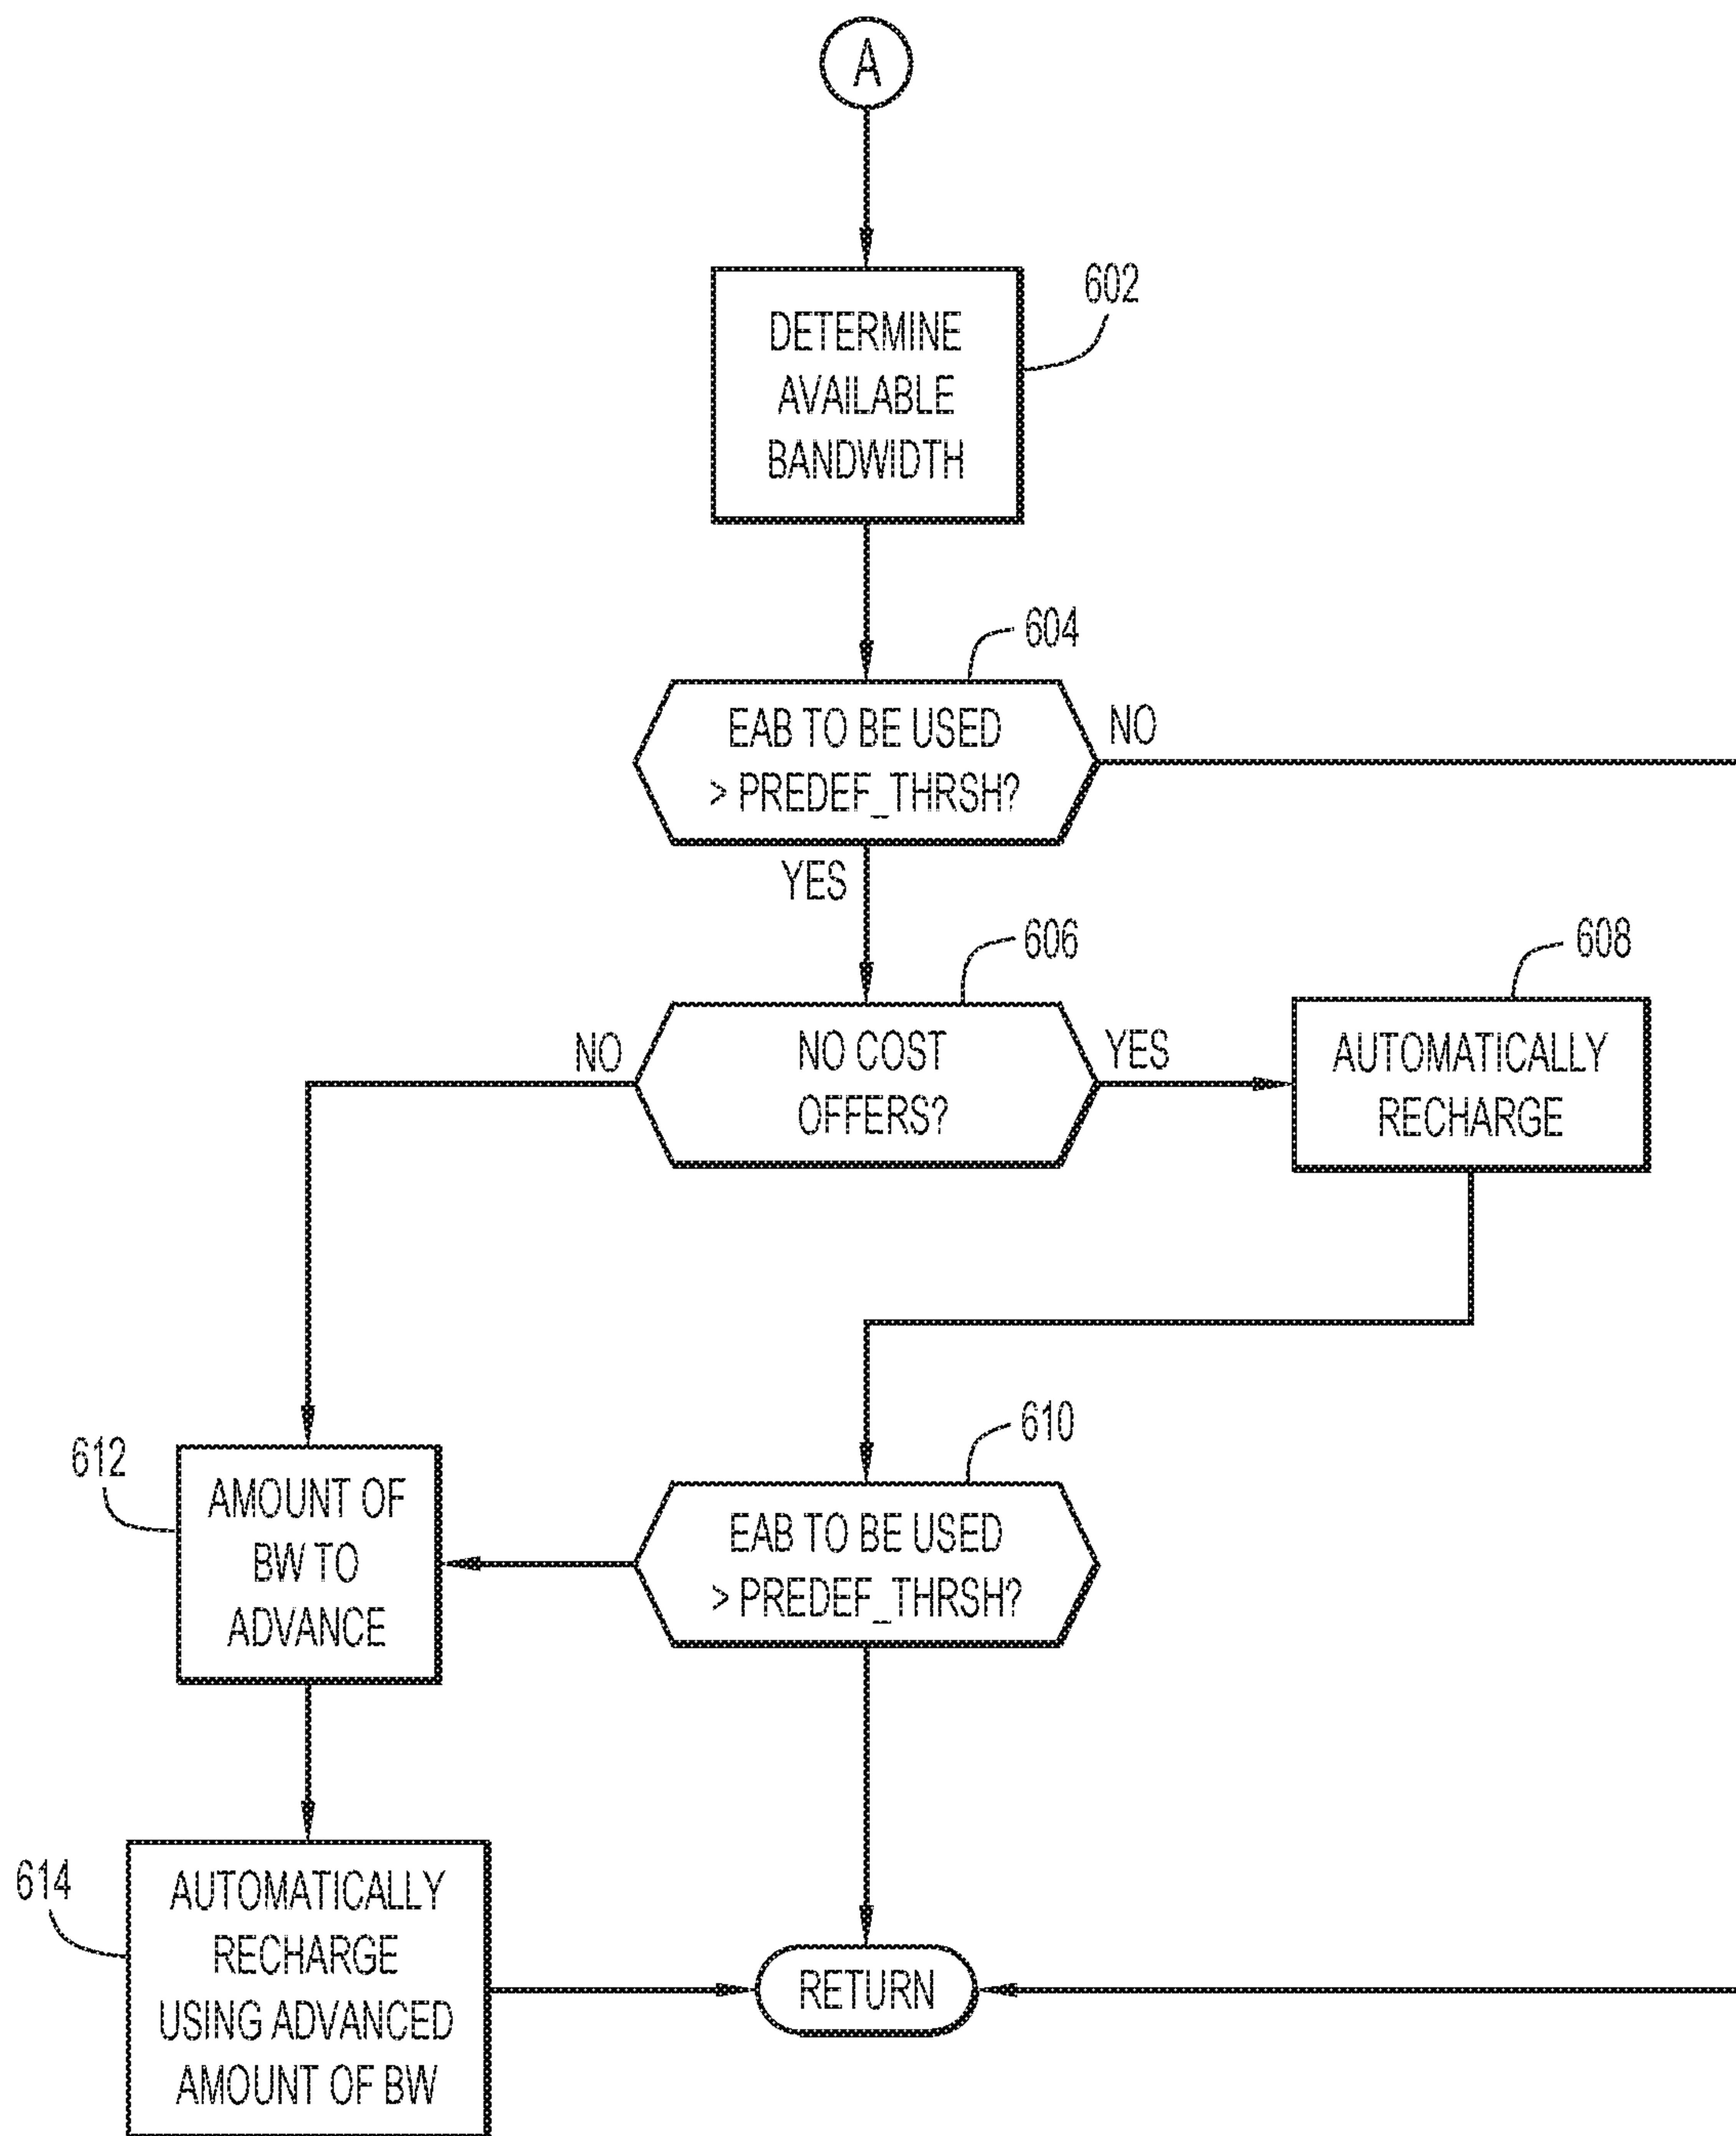 A
DETERMINE
AVAILABLE
BANDWIDTH
602
604
EAB TO BE USED
> PREDEF_THRSH?
NO
YES
606
608
NO
NO COST
OFFERS?
YES
AUTOMATICALLY
RECHARGE
610
612
AMOUNT OF
BW TO
ADVANCE
EAB TO BE USED
> PREDEF_THRSH?
614
AUTOMATICALLY
RECHARGE
USING ADVANCED
AMOUNT OF BW
RETURN